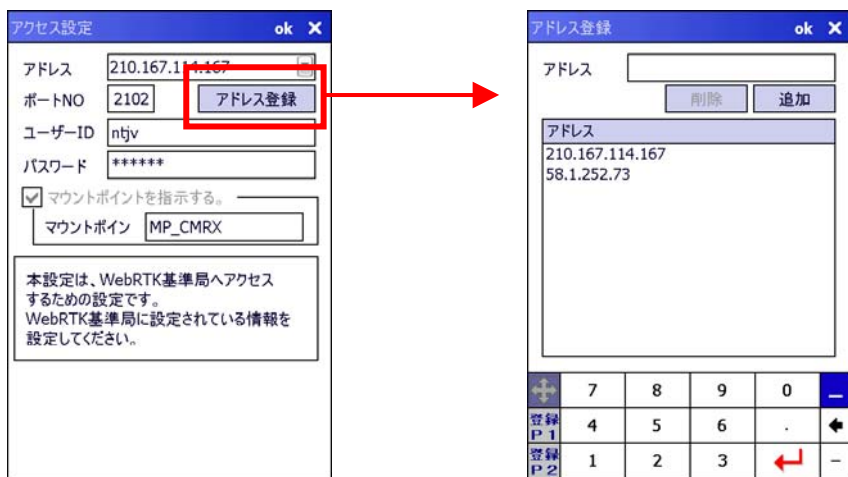 アクセス設定 ok ×
アドレス 210.167.114.167
ポートNO 2102 アドレス登録
ユーザーID ntjv
パスワード ******
マウントポイントを指示する。
マウントポイン MP_CMRX
本設定は、WebRTK基準局へアクセス
するための設定です。
WebRTK基準局に設定されている情報を
設定してください。
アドレス登録 ok ×
アドレス
削除 追加
アドレス
210.167.114.167
58.1.252.73
7 8 9 0 _
登録P1 4 5 6 . ←
登録P2 1 2 3 ↵ -